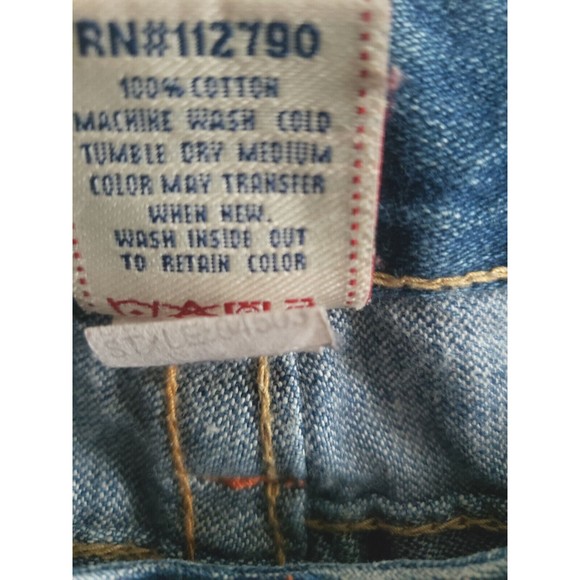 RN#112790
100% COTTON
MACHINE WASH COLD
TUMBLE DRY MEDIUM
COLOR MAY TRANSFER
WHEN NEW.
WASH INSIDE OUT
TO RETAIN COLOR